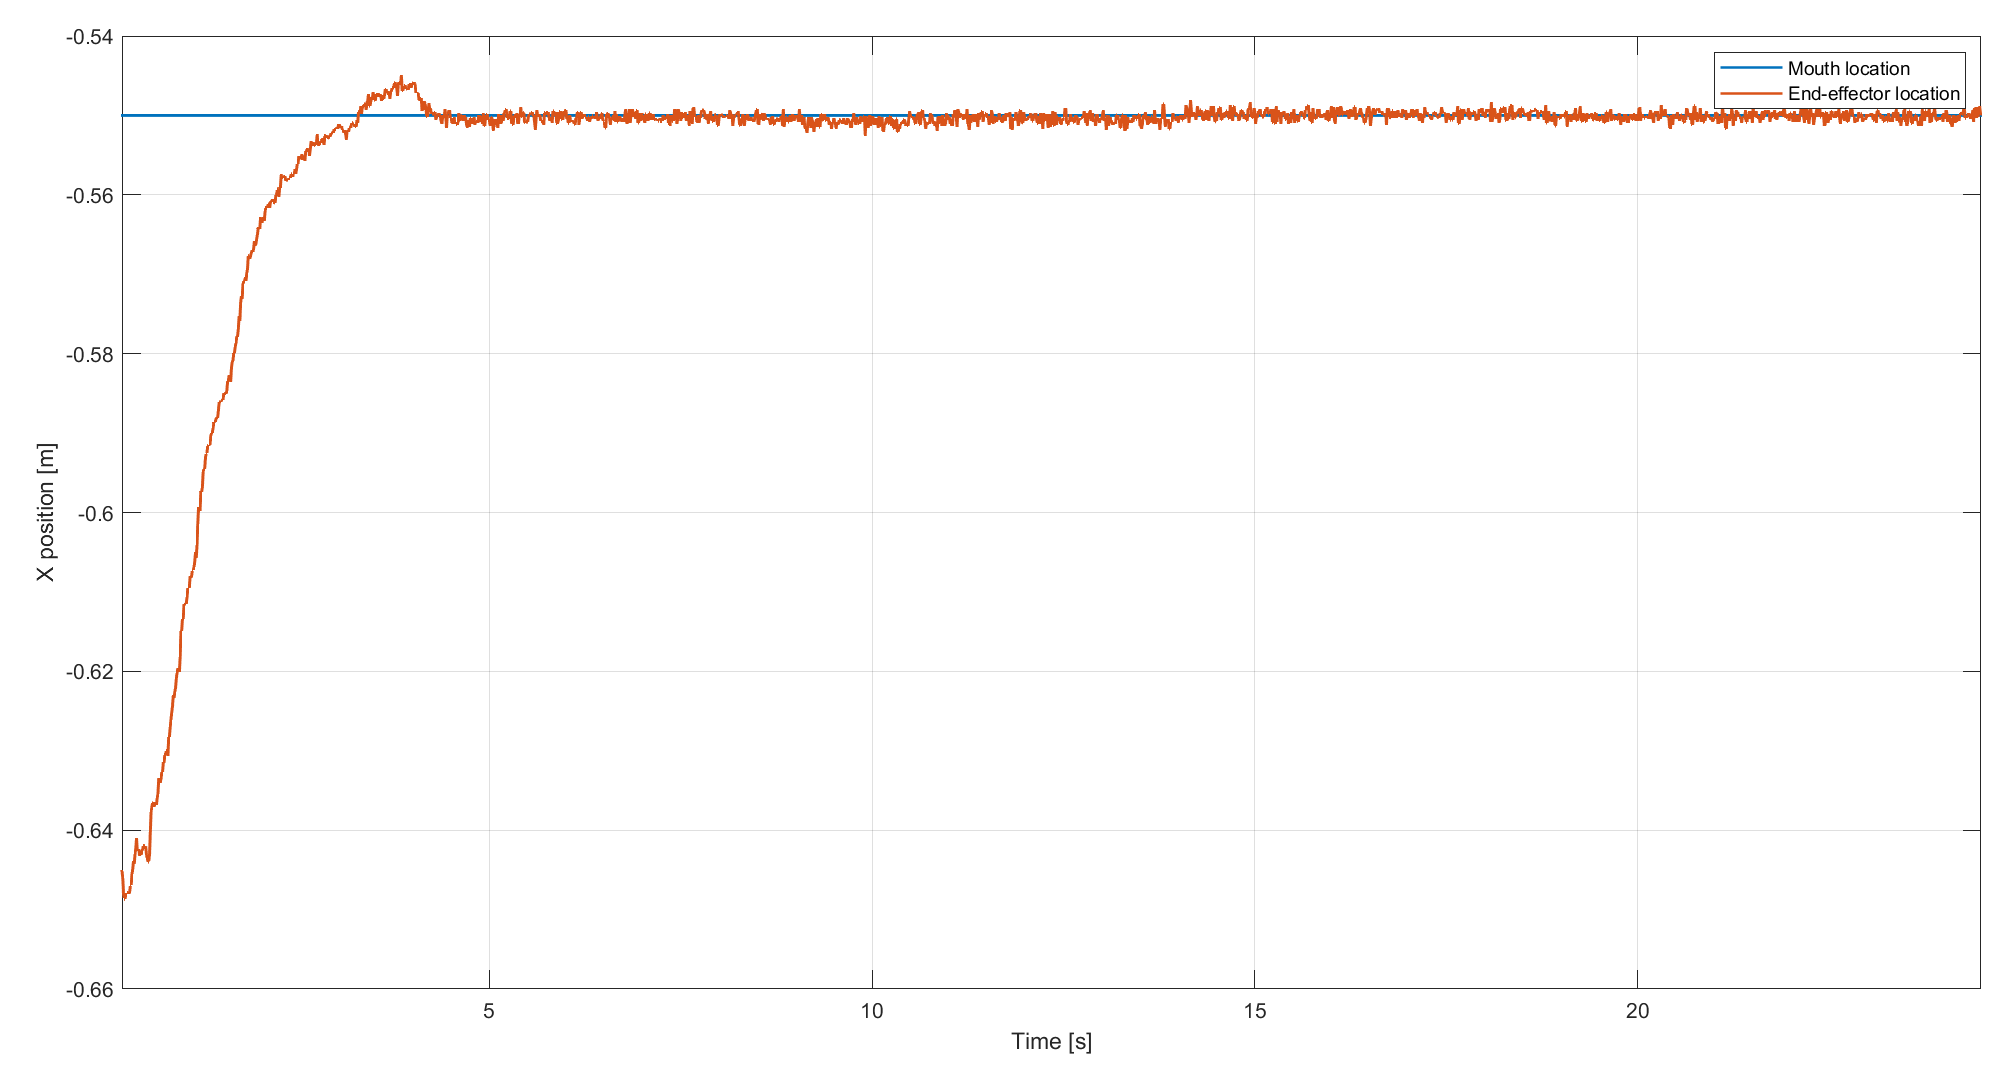 -0.54
Mouth location
End-effector location
-0.56
-0.58
-0.6
-0.62
-0.64
-0.66
X position [m]
5 10 15 20
Time [s]